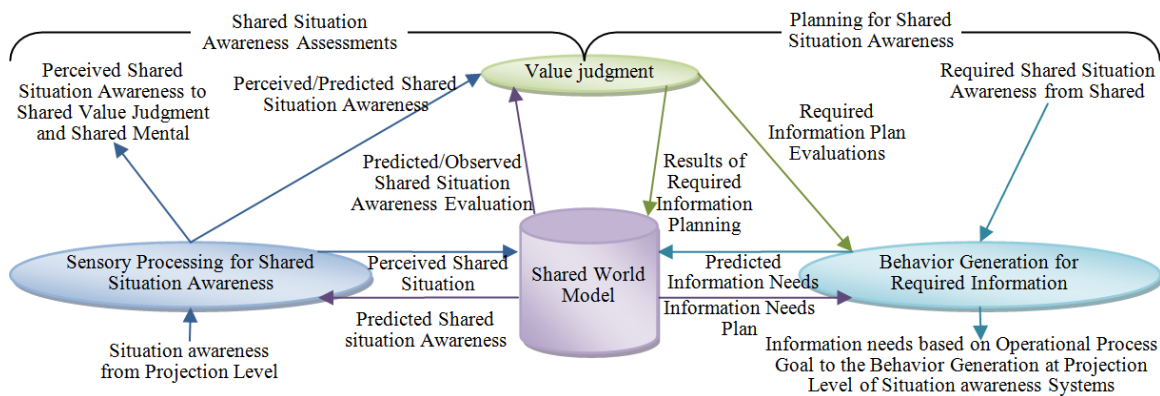 Shared Situation
Awareness Assessments
Planning for Shared
Situation Awareness
Perceived Shared
Situation Awareness to
Shared Value Judgment
and Shared Mental
Perceived/Predicted Shared
Situation Awareness
Value judgment
Required Shared Situation
Awareness from Shared
Required
Information Plan
Evaluations
Predicted/Observed
Shared Situation
Awareness Evaluation
Results of
Required
Information
Planning
Sensory Processing for Shared
Situation Awareness
Perceived Shared
Situation
Shared World
Model
Predicted
Information Needs
Behavior Generation for
Required Information
Predicted Shared
situation Awareness
Information Needs
Plan
Situation awareness
from Projection Level
Information needs based on Operational Process
Goal to the Behavior Generation at Projection
Level of Situation awareness Systems